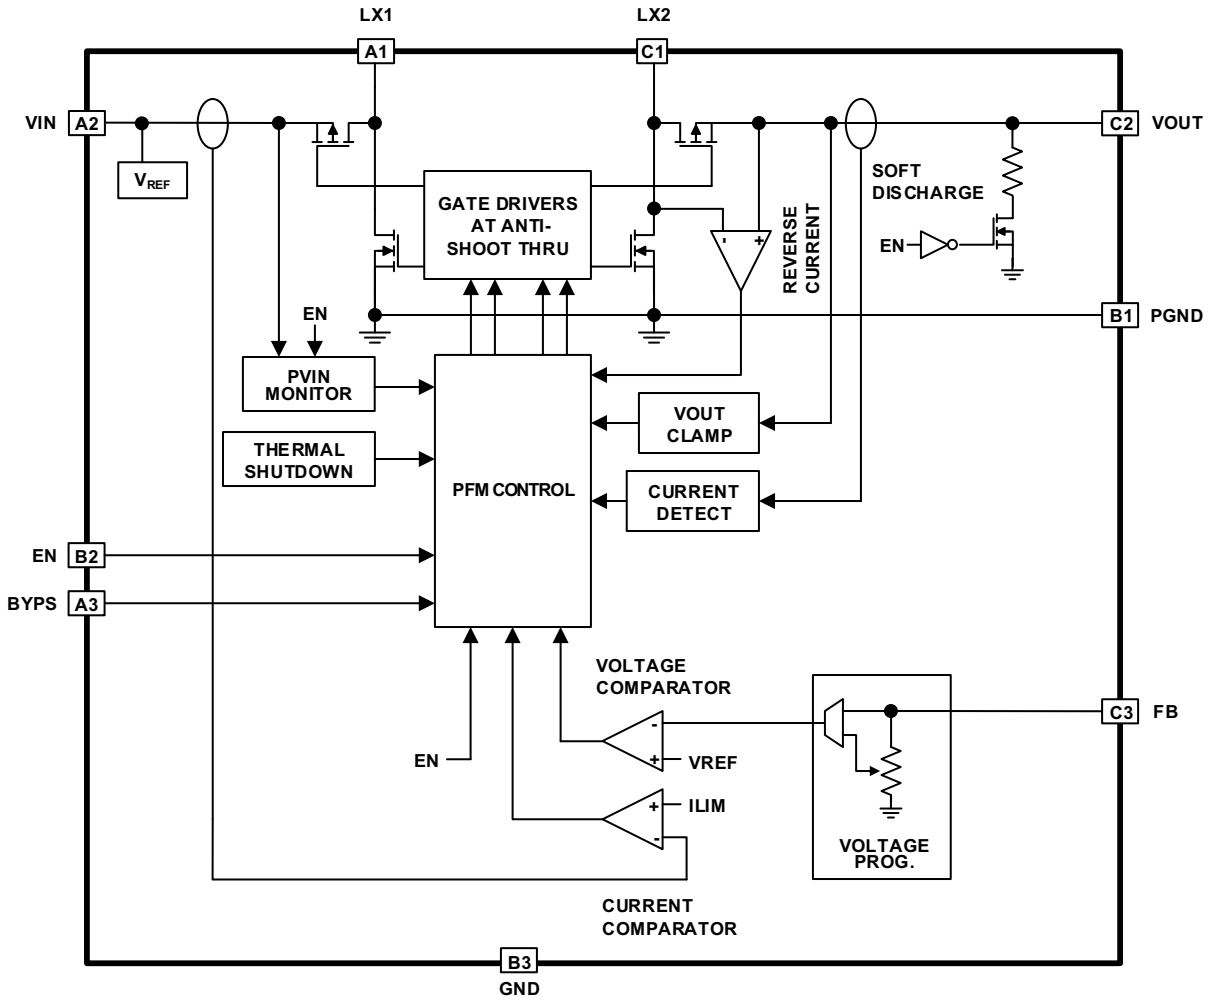 LX1
LX2
A1
C1
VIN
A2
C2
VOUT
VREF
SOFT
DISCHARGE
GATE DRIVERS
AT ANTI-
SHOOT THRU
-
+
REVERSE
CURRENT
EN
EN
B1
PGND
PVIN
MONITOR
VOUT
CLAMP
THERMAL
SHUTDOWN
PFM CONTROL
CURRENT
DETECT
EN
B2
BYPS
A3
VOLTAGE
COMPARATOR
-
+
VREF
EN
C3
FB
+
ILIM
-
VOLTAGE
PROG.
CURRENT
COMPARATOR
B3
GND